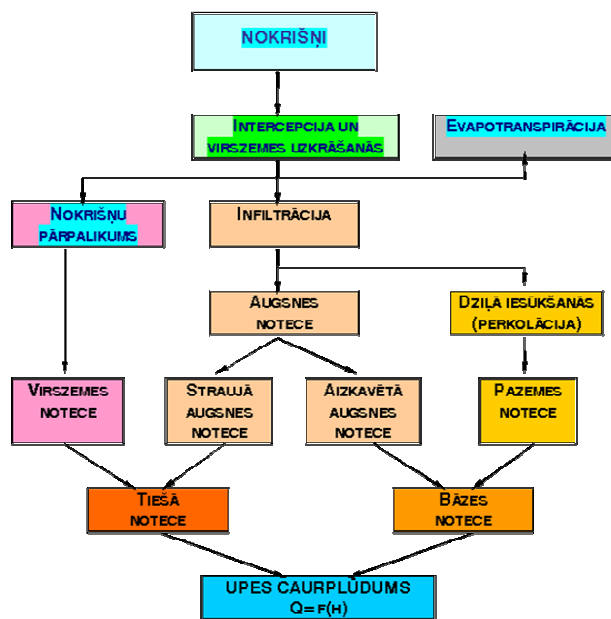 NOKRIŠŅI
INTERCEPCIJA UN
VIRSZEMES UZKRĀŠANĀS
EVAPOTRANSPIRĀCIJA
NOKRIŠŅU
PĀRPALIKUMS
INFILTRĀCIJA
AUGSNES
NOTECE
DZIĻĀ IESŪKŠANĀS
(PERKOLĀCIJA)
VIRSZEMES
NOTECE
STRAUJĀ
AUGSNES
NOTECE
AIZKAVĒTĀ
AUGSNES
NOTECE
PAZEMES
NOTECE
TIEŠĀ
NOTECE
BĀZES
NOTECE
UPES CAURPLŪDUMS
Q=F(H)